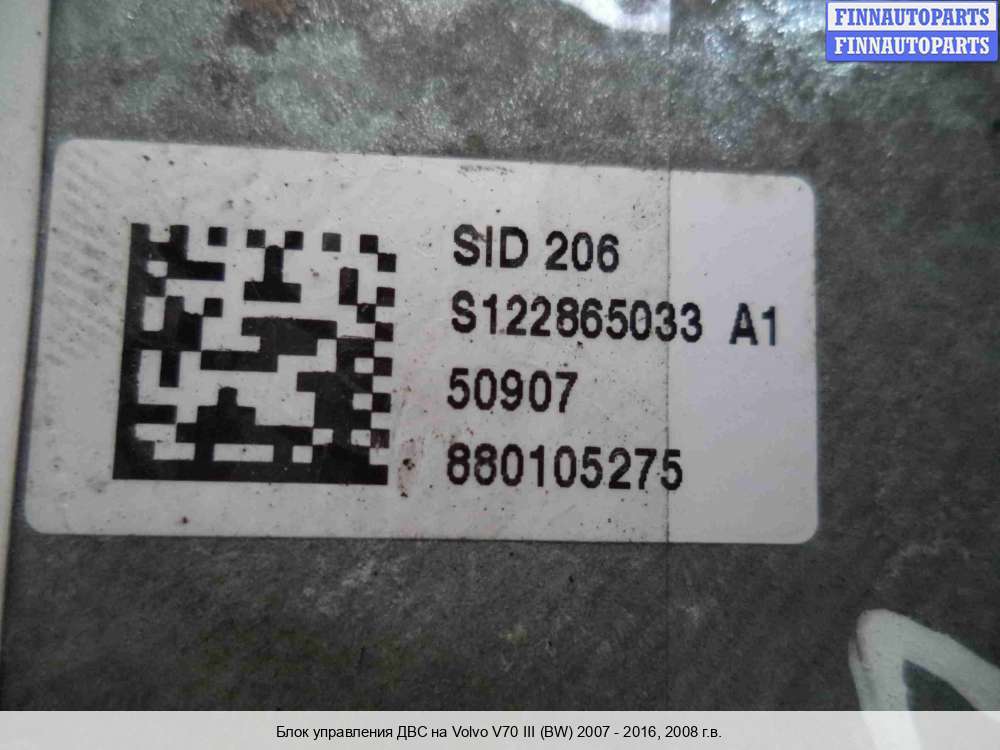 FINNAUTOPARTS
FINNAUTOPARTS
SID 206
S122865033 A1
50907
880105275
Блок управления ДВС на Volvo V70 III (BW) 2007 - 2016, 2008 г.в.